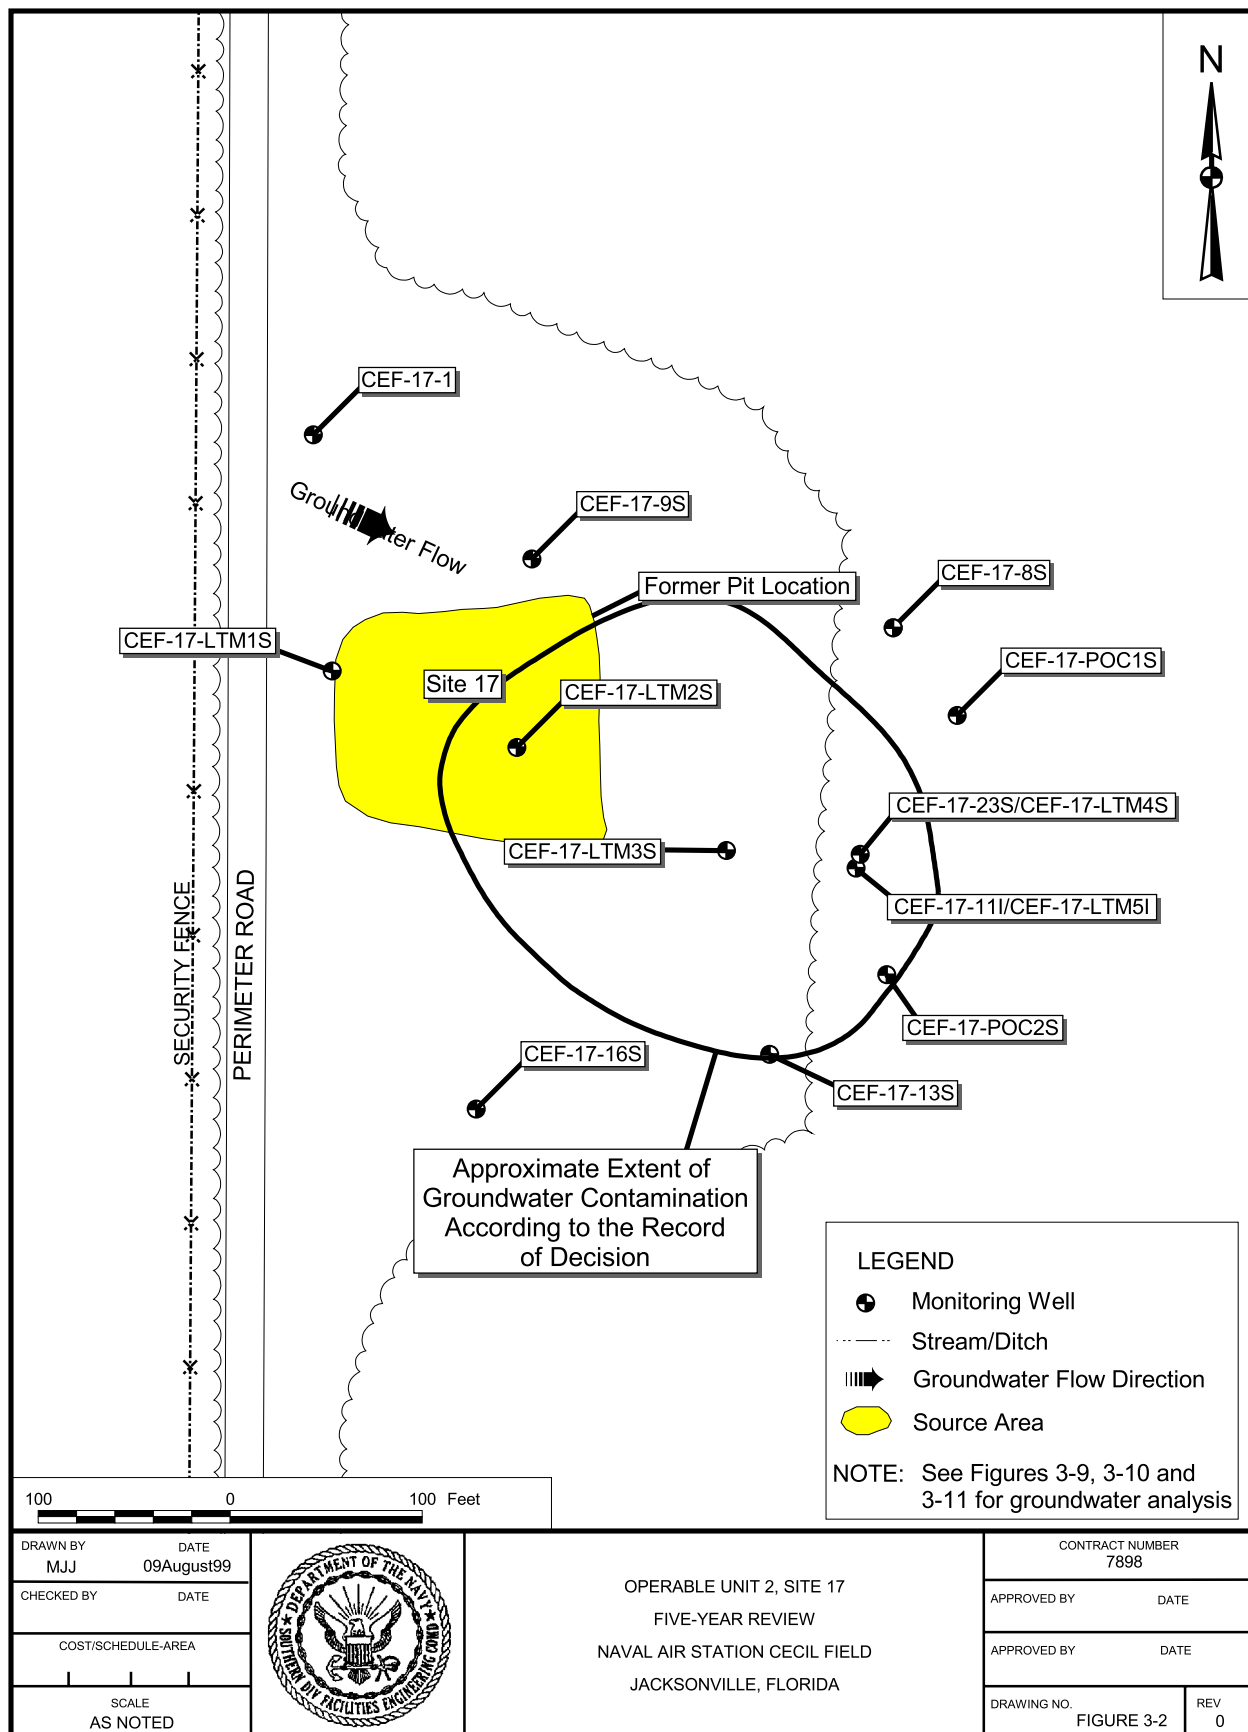 N
CEF-17-1
Groundwater Flow
CEF-17-9S
Former Pit Location
CEF-17-8S
CEF-17-LTM1S
CEF-17-POC1S
Site 17
CEF-17-LTM2S
CEF-17-23S/CEF-17-LTM4S
CEF-17-LTM3S
CEF-17-11I/CEF-17-LTM5I
SECURITY FENCE
PERIMETER ROAD
CEF-17-POC2S
CEF-17-16S
CEF-17-13S
Approximate Extent of
Groundwater Contamination
According to the Record
of Decision
LEGEND
Monitoring Well
Stream/Ditch
Groundwater Flow Direction
Source Area
NOTE: See Figures 3-9, 3-10 and
3-11 for groundwater analysis
100 0 100 Feet
DRAWN BY DATE
MJJ 09August99
CHECKED BY DATE
COST/SCHEDULE-AREA
SCALE
AS NOTED
DEPARTMENT OF THE NAVY
SOUTHERN DIV FACILITIES ENGINEERING COMD
OPERABLE UNIT 2, SITE 17
FIVE-YEAR REVIEW
NAVAL AIR STATION CECIL FIELD
JACKSONVILLE, FLORIDA
CONTRACT NUMBER
7898
APPROVED BY DATE
APPROVED BY DATE
DRAWING NO. REV
FIGURE 3-2 0